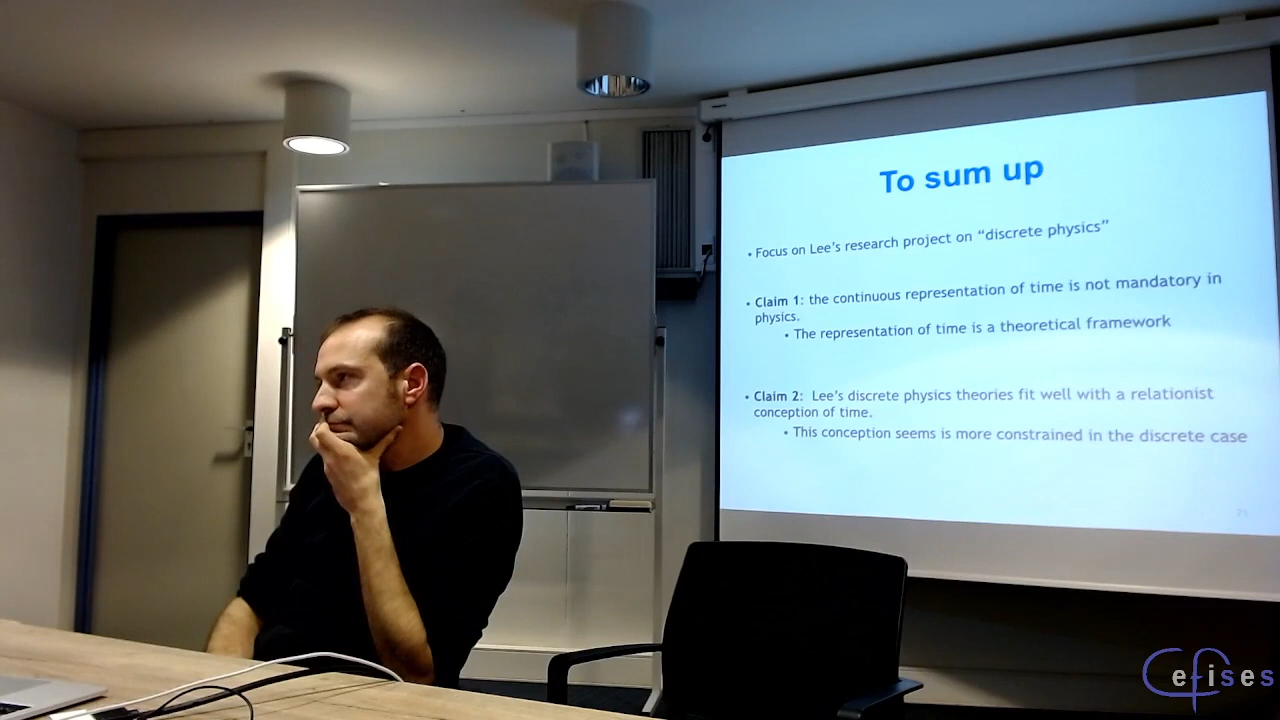 To sum up
• Focus on Lee's research project on “discrete physics”
• Claim 1: the continuous representation of time is not mandatory in
physics.
• The representation of time is a theoretical framework
• Claim 2: Lee's discrete physics theories fit well with a relationist
conception of time.
• This conception seems is more constrained in the discrete case
Cefises